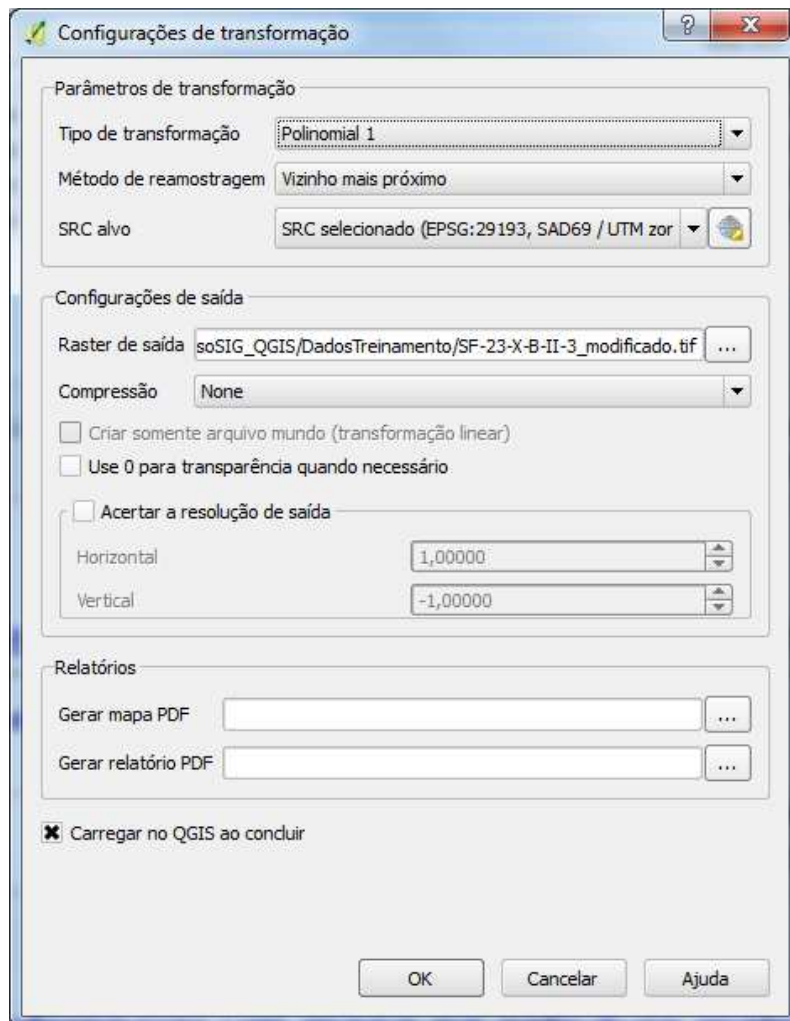 Configurações de transformação
Parâmetros de transformação
Tipo de transformação Polinomial 1
Método de reamostragem Vizinho mais próximo
SRC alvo SRC selecionado (EPSG:29193, SAD69 / UTM zor
Configurações de saída
Raster de saída soSIG_QGIS/DadosTreinamento/SF-23-X-B-II-3_modificado.tif ...
Compressão None
Criar somente arquivo mundo (transformação linear)
Use 0 para transparência quando necessário
Acertar a resolução de saída
Horizontal 1,00000
Vertical -1,00000
Relatórios
Gerar mapa PDF ...
Gerar relatório PDF ...
Carregar no QGIS ao concluir
OK Cancelar Ajuda